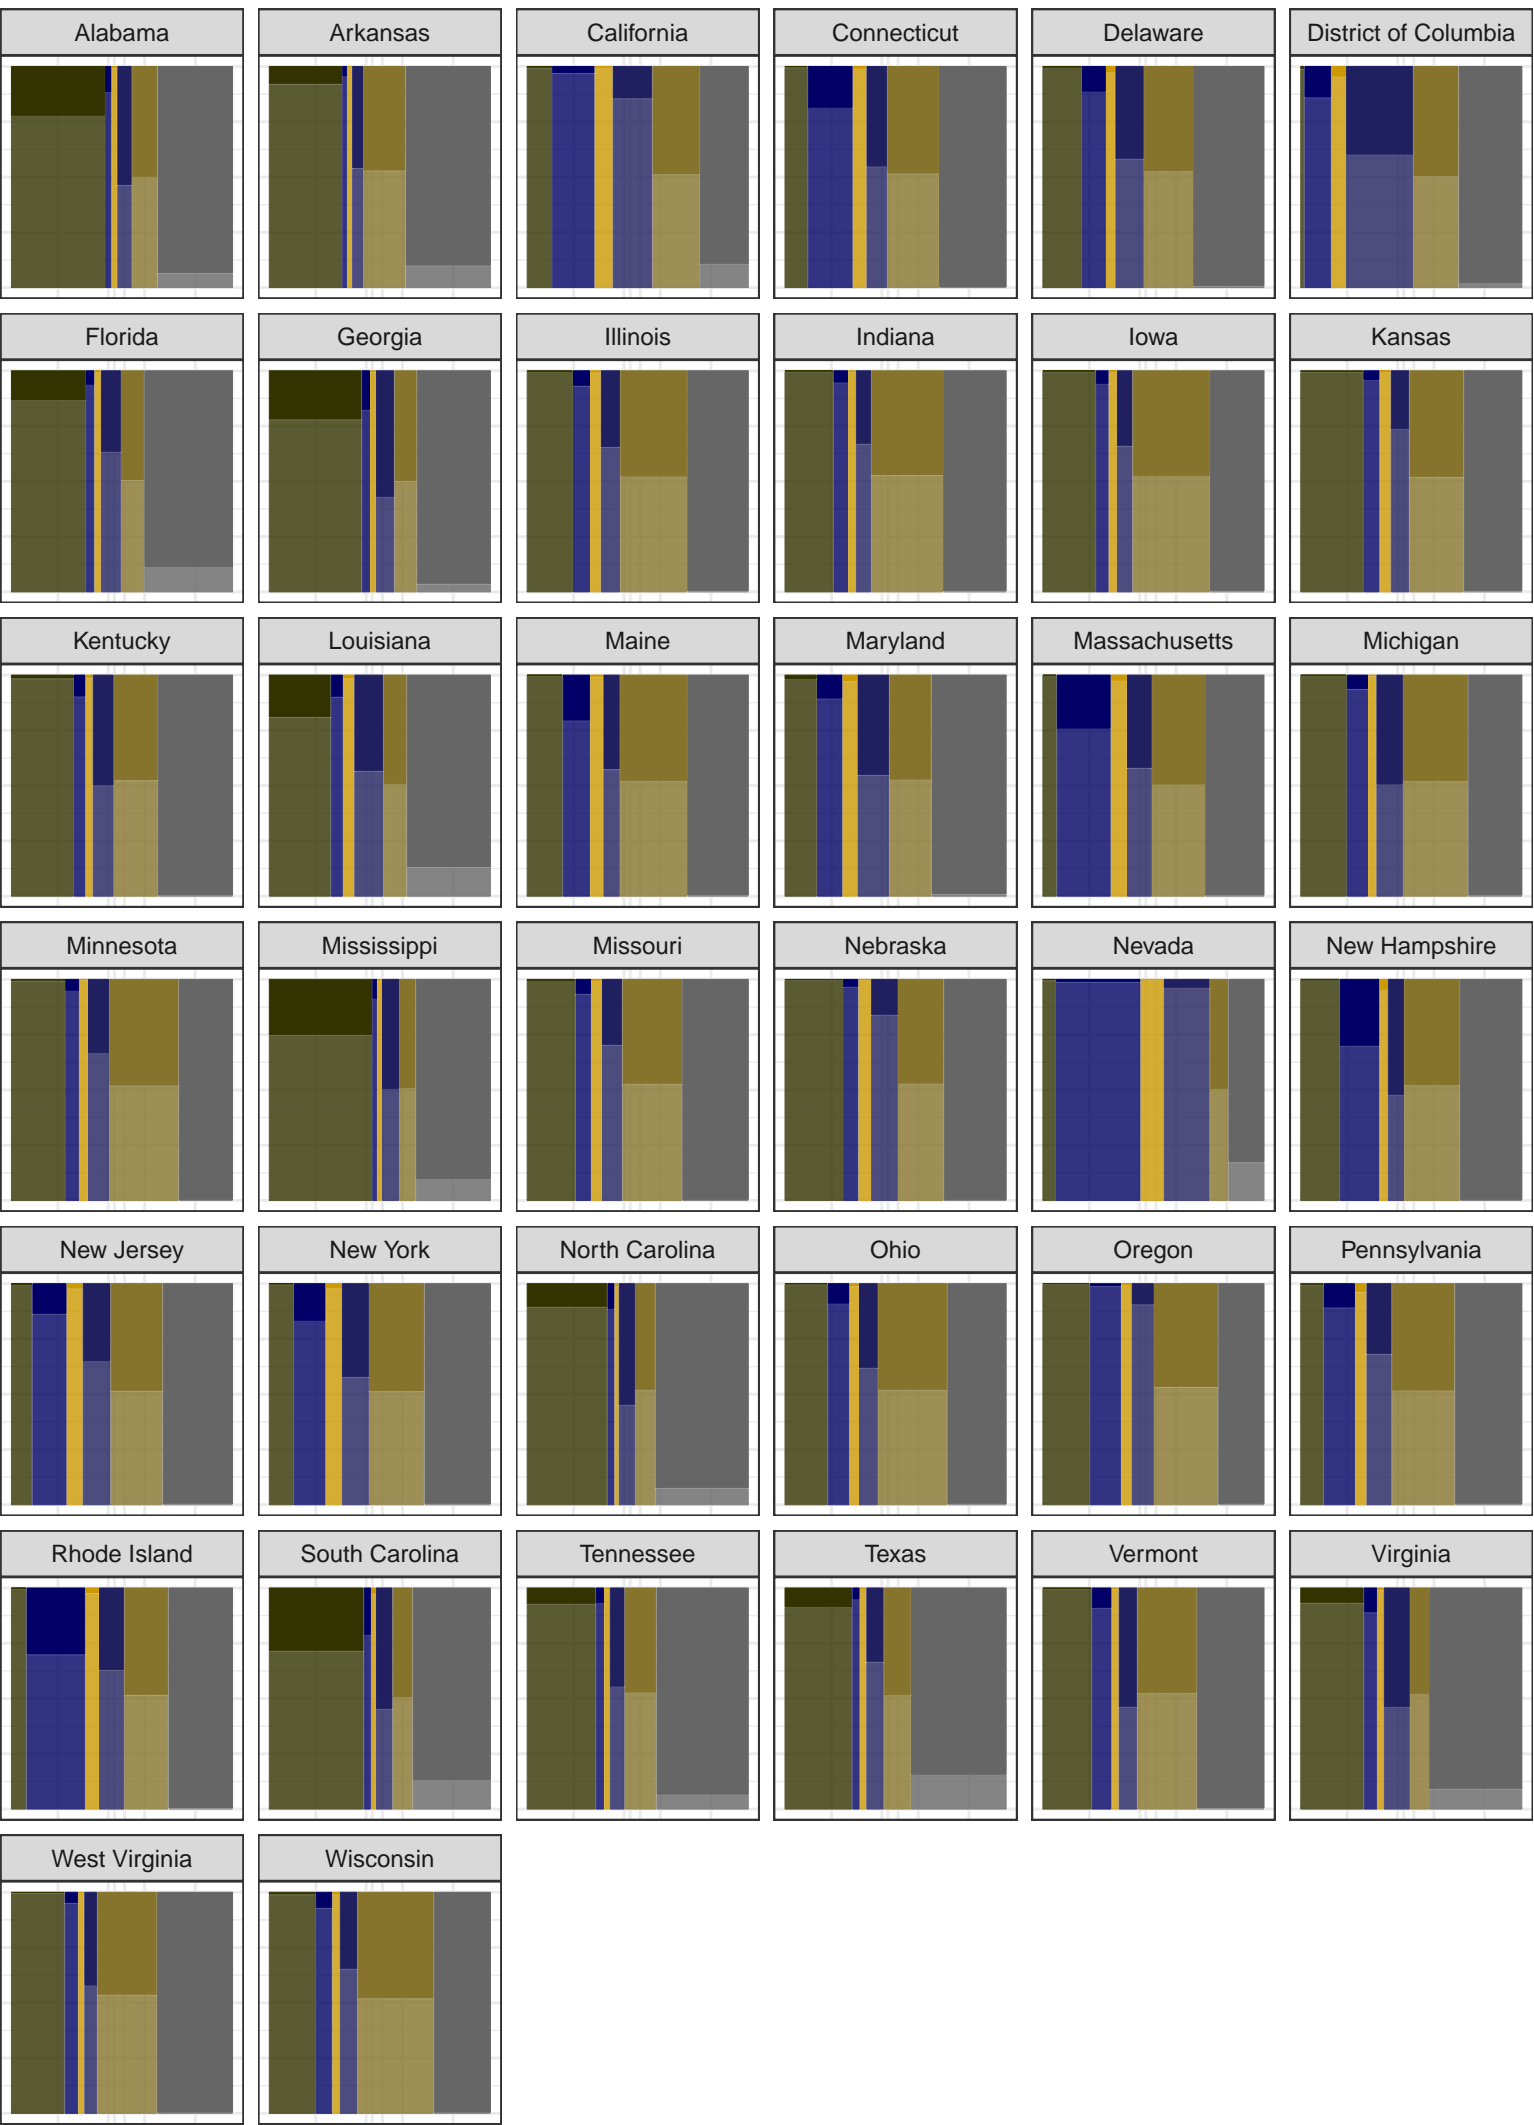 Alabama
Arkansas
California
Connecticut
Delaware
District of Columbia
Florida
Georgia
Illinois
Indiana
Iowa
Kansas
Kentucky
Louisiana
Maine
Maryland
Massachusetts
Michigan
Minnesota
Mississippi
Missouri
Nebraska
Nevada
New Hampshire
New Jersey
New York
North Carolina
Ohio
Oregon
Pennsylvania
Rhode Island
South Carolina
Tennessee
Texas
Vermont
Virginia
West Virginia
Wisconsin